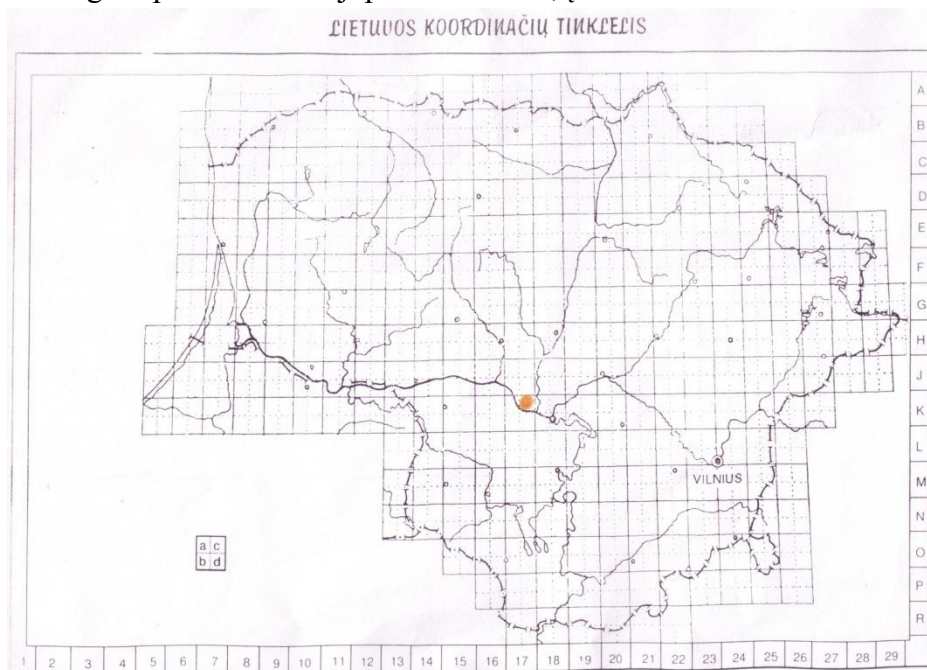 LIETUVOS KOORDINAČIŲ TINKLELIS
A
B
C
D
E
F
G
H
J
K
L
VILNIUS
M
N
a c
b d
O
P
R
1 2 3 4 5 6 7 8 9 10 11 12 13 14 15 16 17 18 19 20 21 22 23 24 25 26 27 28 29